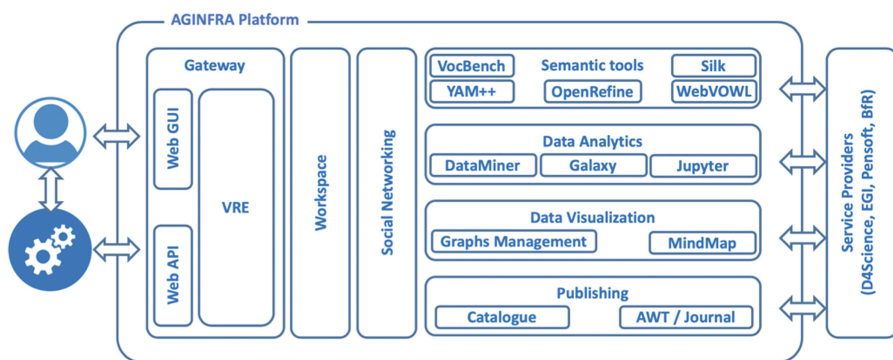 AGINFRA Platform
Gateway
Web GUI
Web API
VRE
Workspace
Social Networking
VocBench
Semantic tools
Silk
YAM++
OpenRefine
WebVOWL
Data Analytics
DataMiner
Galaxy
Jupyter
Data Visualization
Graphs Management
MindMap
Publishing
Catalogue
AWT / Journal
Service Providers
(D4Science, EGI, Pensoft, BfR)